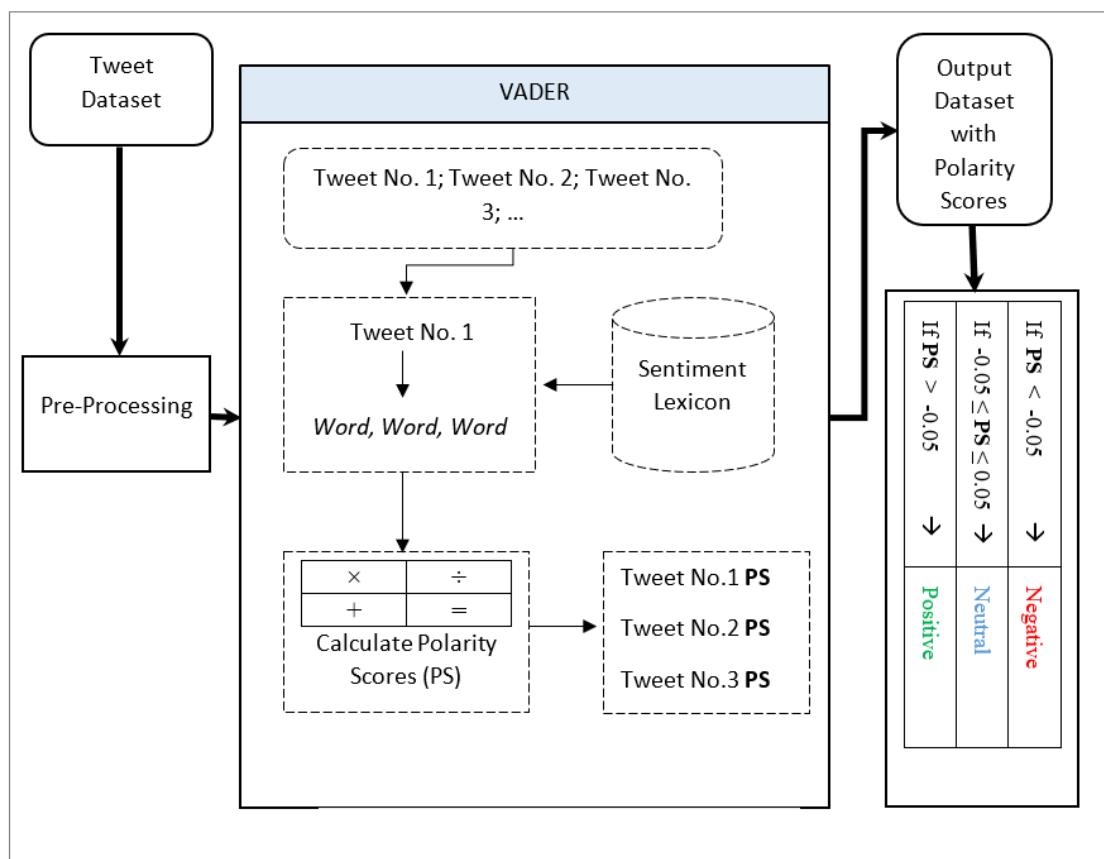 Tweet
Dataset
Pre-Processing
VADER
Tweet No. 1; Tweet No. 2; Tweet No.
3; ...
Tweet No. 1
Word, Word, Word
Sentiment
Lexicon
× ÷
+ =
Calculate Polarity
Scores (PS)
Tweet No.1 PS
Tweet No.2 PS
Tweet No.3 PS
Output
Dataset
with
Polarity
Scores
If PS < -0.05 → Negative
If -0.05 ≤ PS ≤ 0.05 → Neutral
If PS > -0.05 → Positive